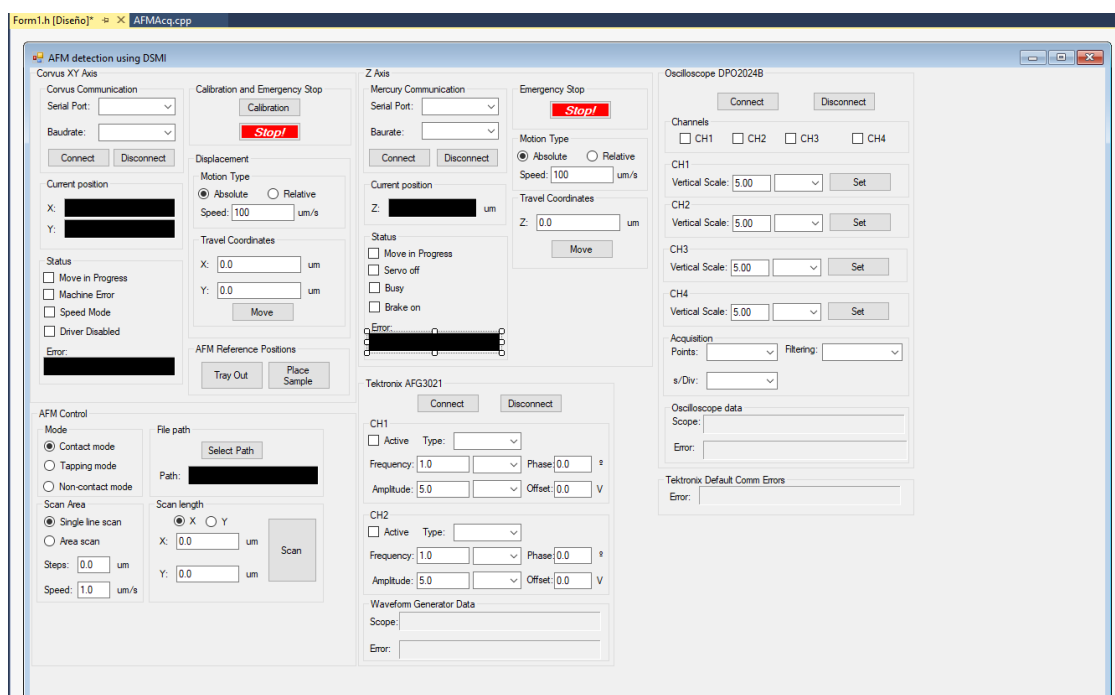 Form1.h [Diseño]*
AFMAcq.cpp
AFM detection using DSMI
Corvus XY Axis
Corvus Communication
Serial Port:
Baudrate:
Connect Disconnect
Calibration and Emergency Stop
Calibration
Stop!
Current position
X:
Y:
Displacement
Motion Type
Absolute Relative
Speed: 100 um/s
Travel Coordinates
X: 0.0 um
Y: 0.0 um
Move
Status
Move in Progress
Machine Error
Speed Mode
Driver Disabled
Error:
AFM Reference Positions
Tray Out
Place
Sample
Z Axis
Mercury Communication
Serial Port:
Baurate:
Connect Disconnect
Emergency Stop
Stop!
Motion Type
Absolute Relative
Speed: 100 um/s
Current position
Z: um
Travel Coordinates
Z: 0.0 um
Move
Status
Move in Progress
Servo off
Busy
Brake on
Error:
Oscilloscope DPO2024B
Connect Disconnect
Channels
CH1 CH2 CH3 CH4
CH1
Vertical Scale: 5.00 Set
CH2
Vertical Scale: 5.00 Set
CH3
Vertical Scale: 5.00 Set
CH4
Vertical Scale: 5.00 Set
Acquisition
Points: Filtering:
s/Div:
Oscilloscope data
Scope:
Error:
Tektronix Default Comm Errors
Error:
AFM Control
Mode
Contact mode
Tapping mode
Non-contact mode
File path
Select Path
Path:
Scan Area
Single line scan
Area scan
Steps: 0.0 um
Speed: 1.0 um/s
Scan length
X Y
X: 0.0 um
Y: 0.0 um
Scan
Tektronix AFG3021
Connect Disconnect
CH1
Active Type:
Frequency: 1.0 Phase: 0.0 º
Amplitude: 5.0 Offset: 0.0 V
CH2
Active Type:
Frequency: 1.0 Phase: 0.0 º
Amplitude: 5.0 Offset: 0.0 V
Waveform Generator Data
Scope:
Error: